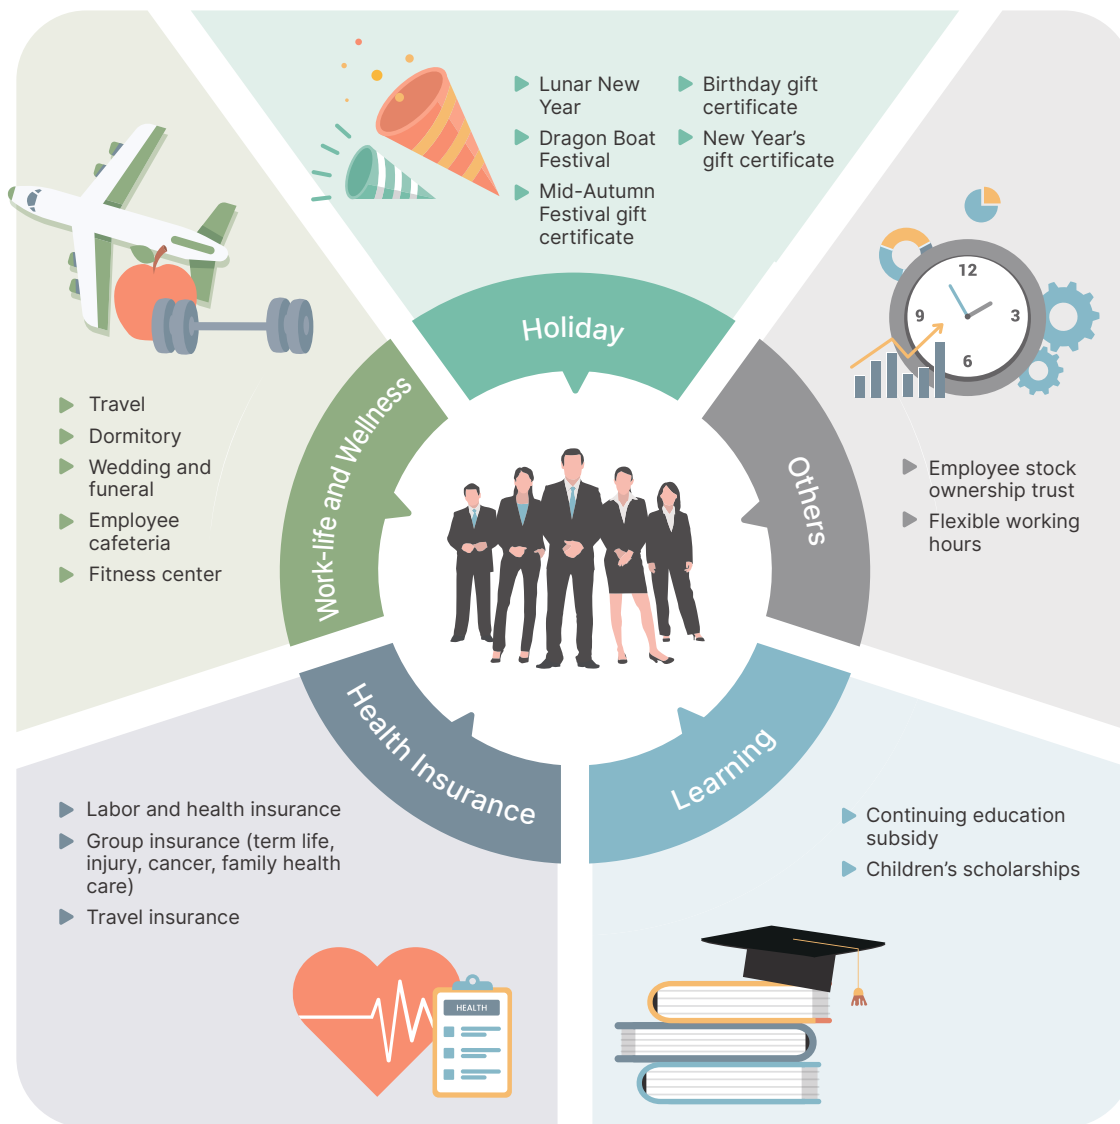 Holiday
Lunar New
Year
Dragon Boat
Festival
Mid-Autumn
Festival gift
certificate
Birthday gift
certificate
New Year’s
gift certificate
Others
12
3
6
9
Employee stock
ownership trust
Flexible working
hours
Learning
Continuing education
subsidy
Children’s scholarships
Health Insurance
Labor and health insurance
Group insurance (term life,
injury, cancer, family health
care)
Travel insurance
HEALTH
Work-life and Wellness
Travel
Dormitory
Wedding and
funeral
Employee
cafeteria
Fitness center